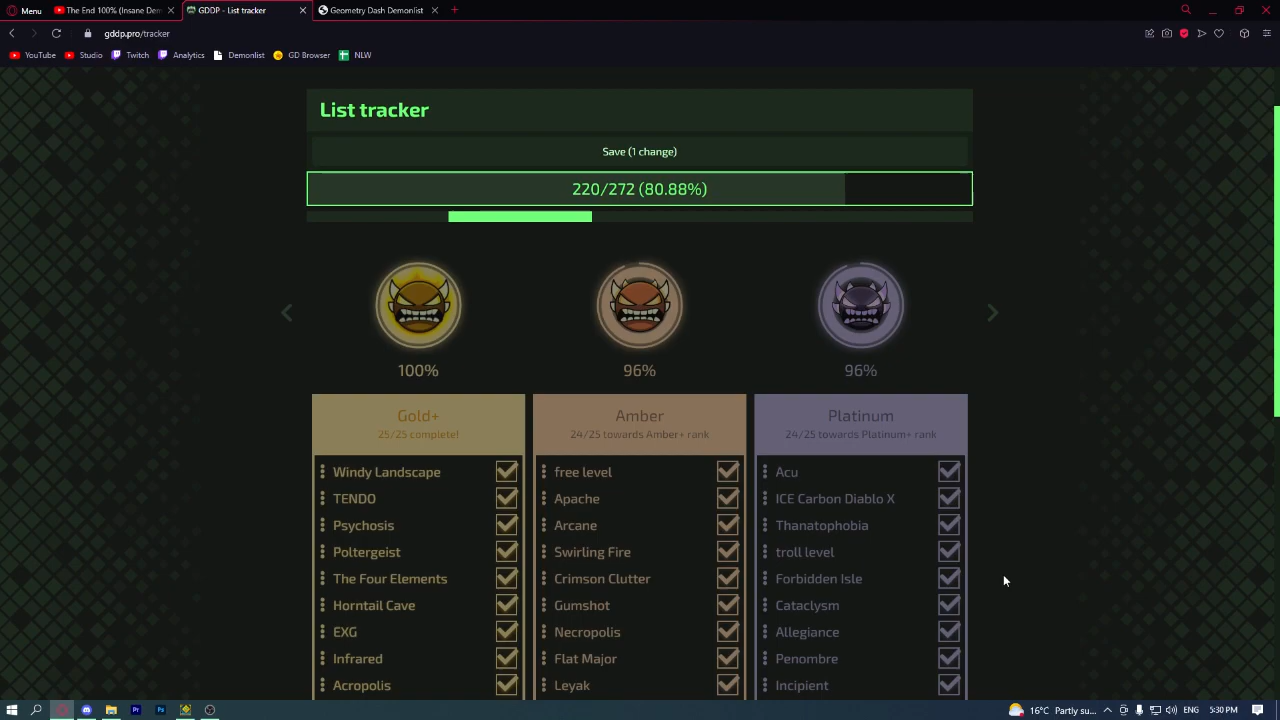 Menu
The End 100% (Insane Dem
GDDP - List tracker
Geometry Dash Demonlist
gddp.pro/tracker
YouTube
Studio
Twitch
Analytics
Demonlist
GD Browser
NLW
List tracker
Save (1 change)
220/272 (80.88%)
100%
96%
96%
Gold+
25/25 complete!
Amber
24/25 towards Amber+ rank
Platinum
24/25 towards Platinum+ rank
Windy Landscape
free level
Acu
TENDO
Apache
ICE Carbon Diablo X
Psychosis
Arcane
Thanatophobia
Poltergeist
Swirling Fire
troll level
The Four Elements
Crimson Clutter
Forbidden Isle
Horntail Cave
Gumshot
Cataclysm
EXG
Necropolis
Allegiance
Infrared
Flat Major
Penombre
Acropolis
Leyak
Incipient
Pr
Ps
16°C Partly su...
ENG
5:30 PM